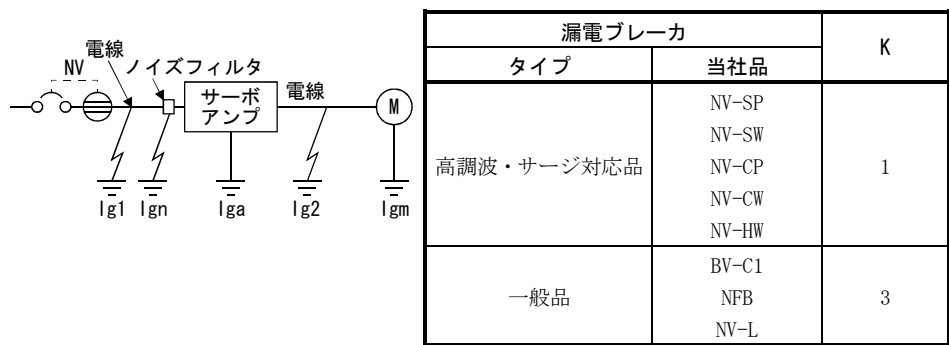 電線
NV
ノイズフィルタ
サーボ
アンプ
電線
M
Ig1 Ign Iga Ig2 Igm
漏電ブレーカ
K
タイプ
当社品
高調波・サージ対応品
NV-SP
NV-SW
NV-CP
NV-CW
NV-HW
1
一般品
BV-C1
NFB
NV-L
3